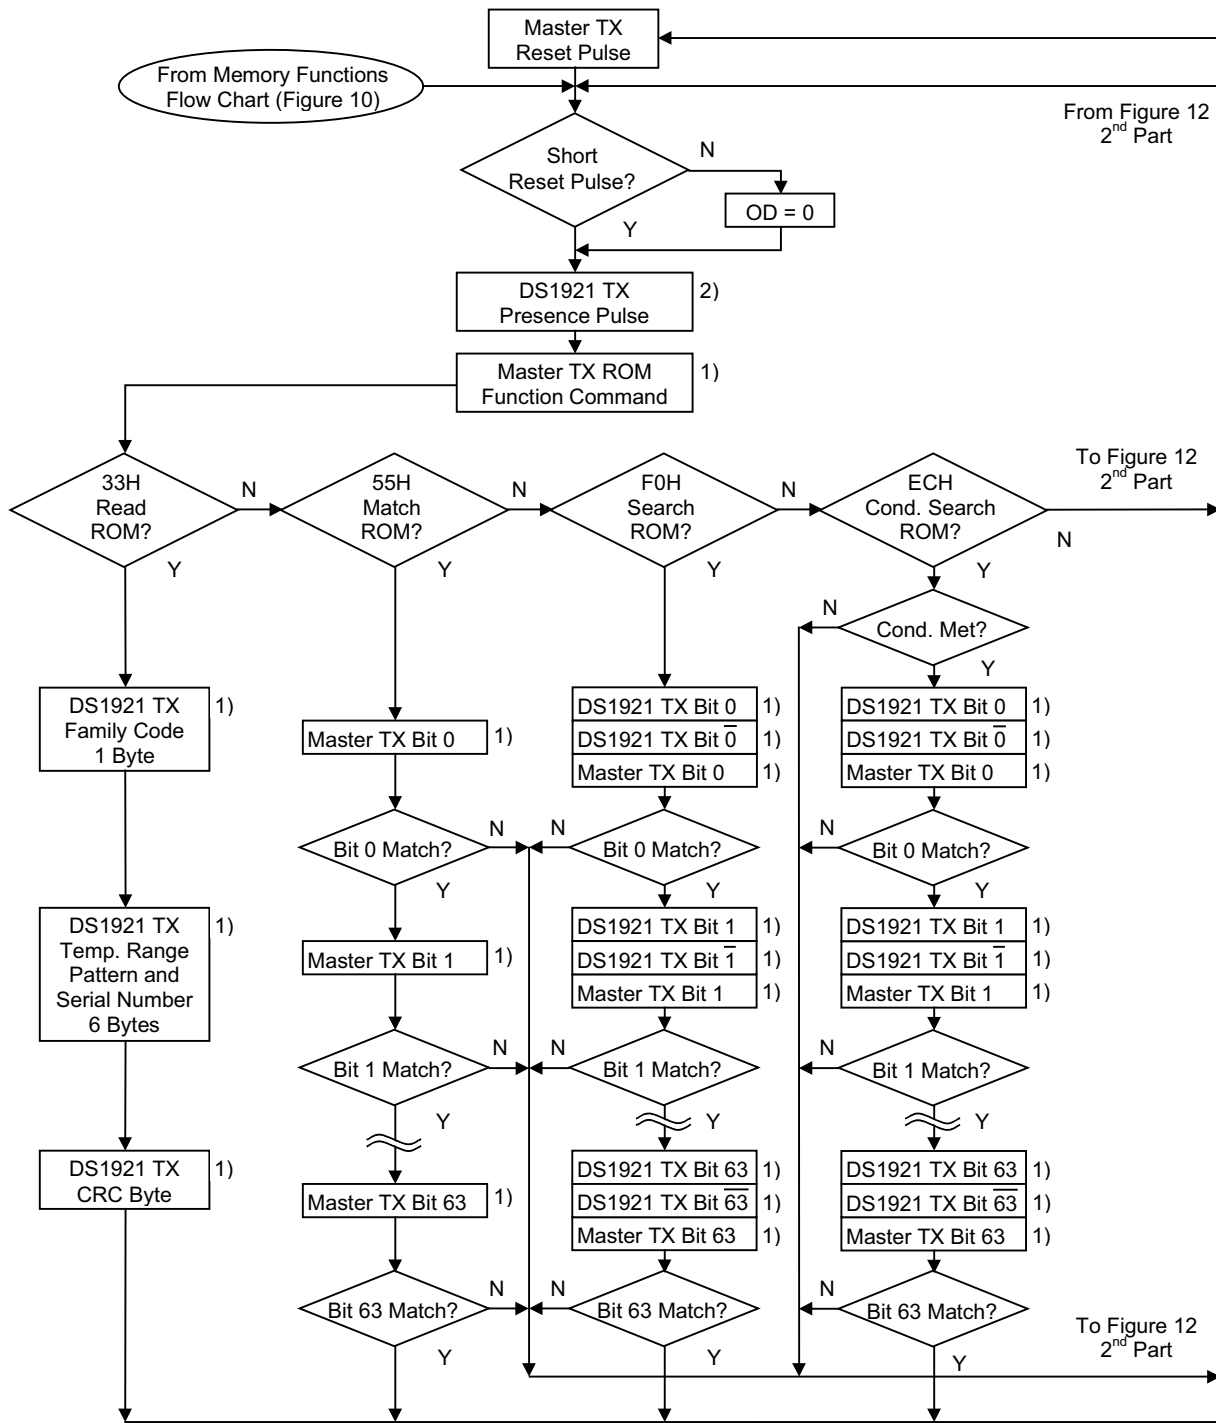 Master TX
Reset Pulse
From Memory Functions
Flow Chart (Figure 10)
From Figure 12
2nd Part
Short
Reset Pulse?
N
OD = 0
Y
DS1921 TX
Presence Pulse
2)
Master TX ROM
Function Command
1)
33H
Read
ROM?
N
Y
55H
Match
ROM?
N
Y
F0H
Search
ROM?
N
Y
ECH
Cond. Search
ROM?
N
Y
To Figure 12
2nd Part
Cond. Met?
N
Y
DS1921 TX
Family Code
1 Byte
1)
DS1921 TX
Temp. Range
Pattern and
Serial Number
6 Bytes
1)
DS1921 TX
CRC Byte
1)
Master TX Bit 0
1)
Bit 0 Match?
N
Y
Master TX Bit 1
1)
Bit 1 Match?
N
Y
Master TX Bit 63
1)
Bit 63 Match?
N
Y
DS1921 TX Bit 0
1)
DS1921 TX Bit 0̅
1)
Master TX Bit 0
1)
Bit 0 Match?
N
Y
DS1921 TX Bit 1
1)
DS1921 TX Bit 1̅
1)
Master TX Bit 1
1)
Bit 1 Match?
N
Y
DS1921 TX Bit 63
1)
DS1921 TX Bit 6̅3̅
1)
Master TX Bit 63
1)
Bit 63 Match?
N
Y
DS1921 TX Bit 0
1)
DS1921 TX Bit 0̅
1)
Master TX Bit 0
1)
Bit 0 Match?
N
Y
DS1921 TX Bit 1
1)
DS1921 TX Bit 1̅
1)
Master TX Bit 1
1)
Bit 1 Match?
N
Y
DS1921 TX Bit 63
1)
DS1921 TX Bit 6̅3̅
1)
Master TX Bit 63
1)
Bit 63 Match?
N
Y
To Figure 12
2nd Part